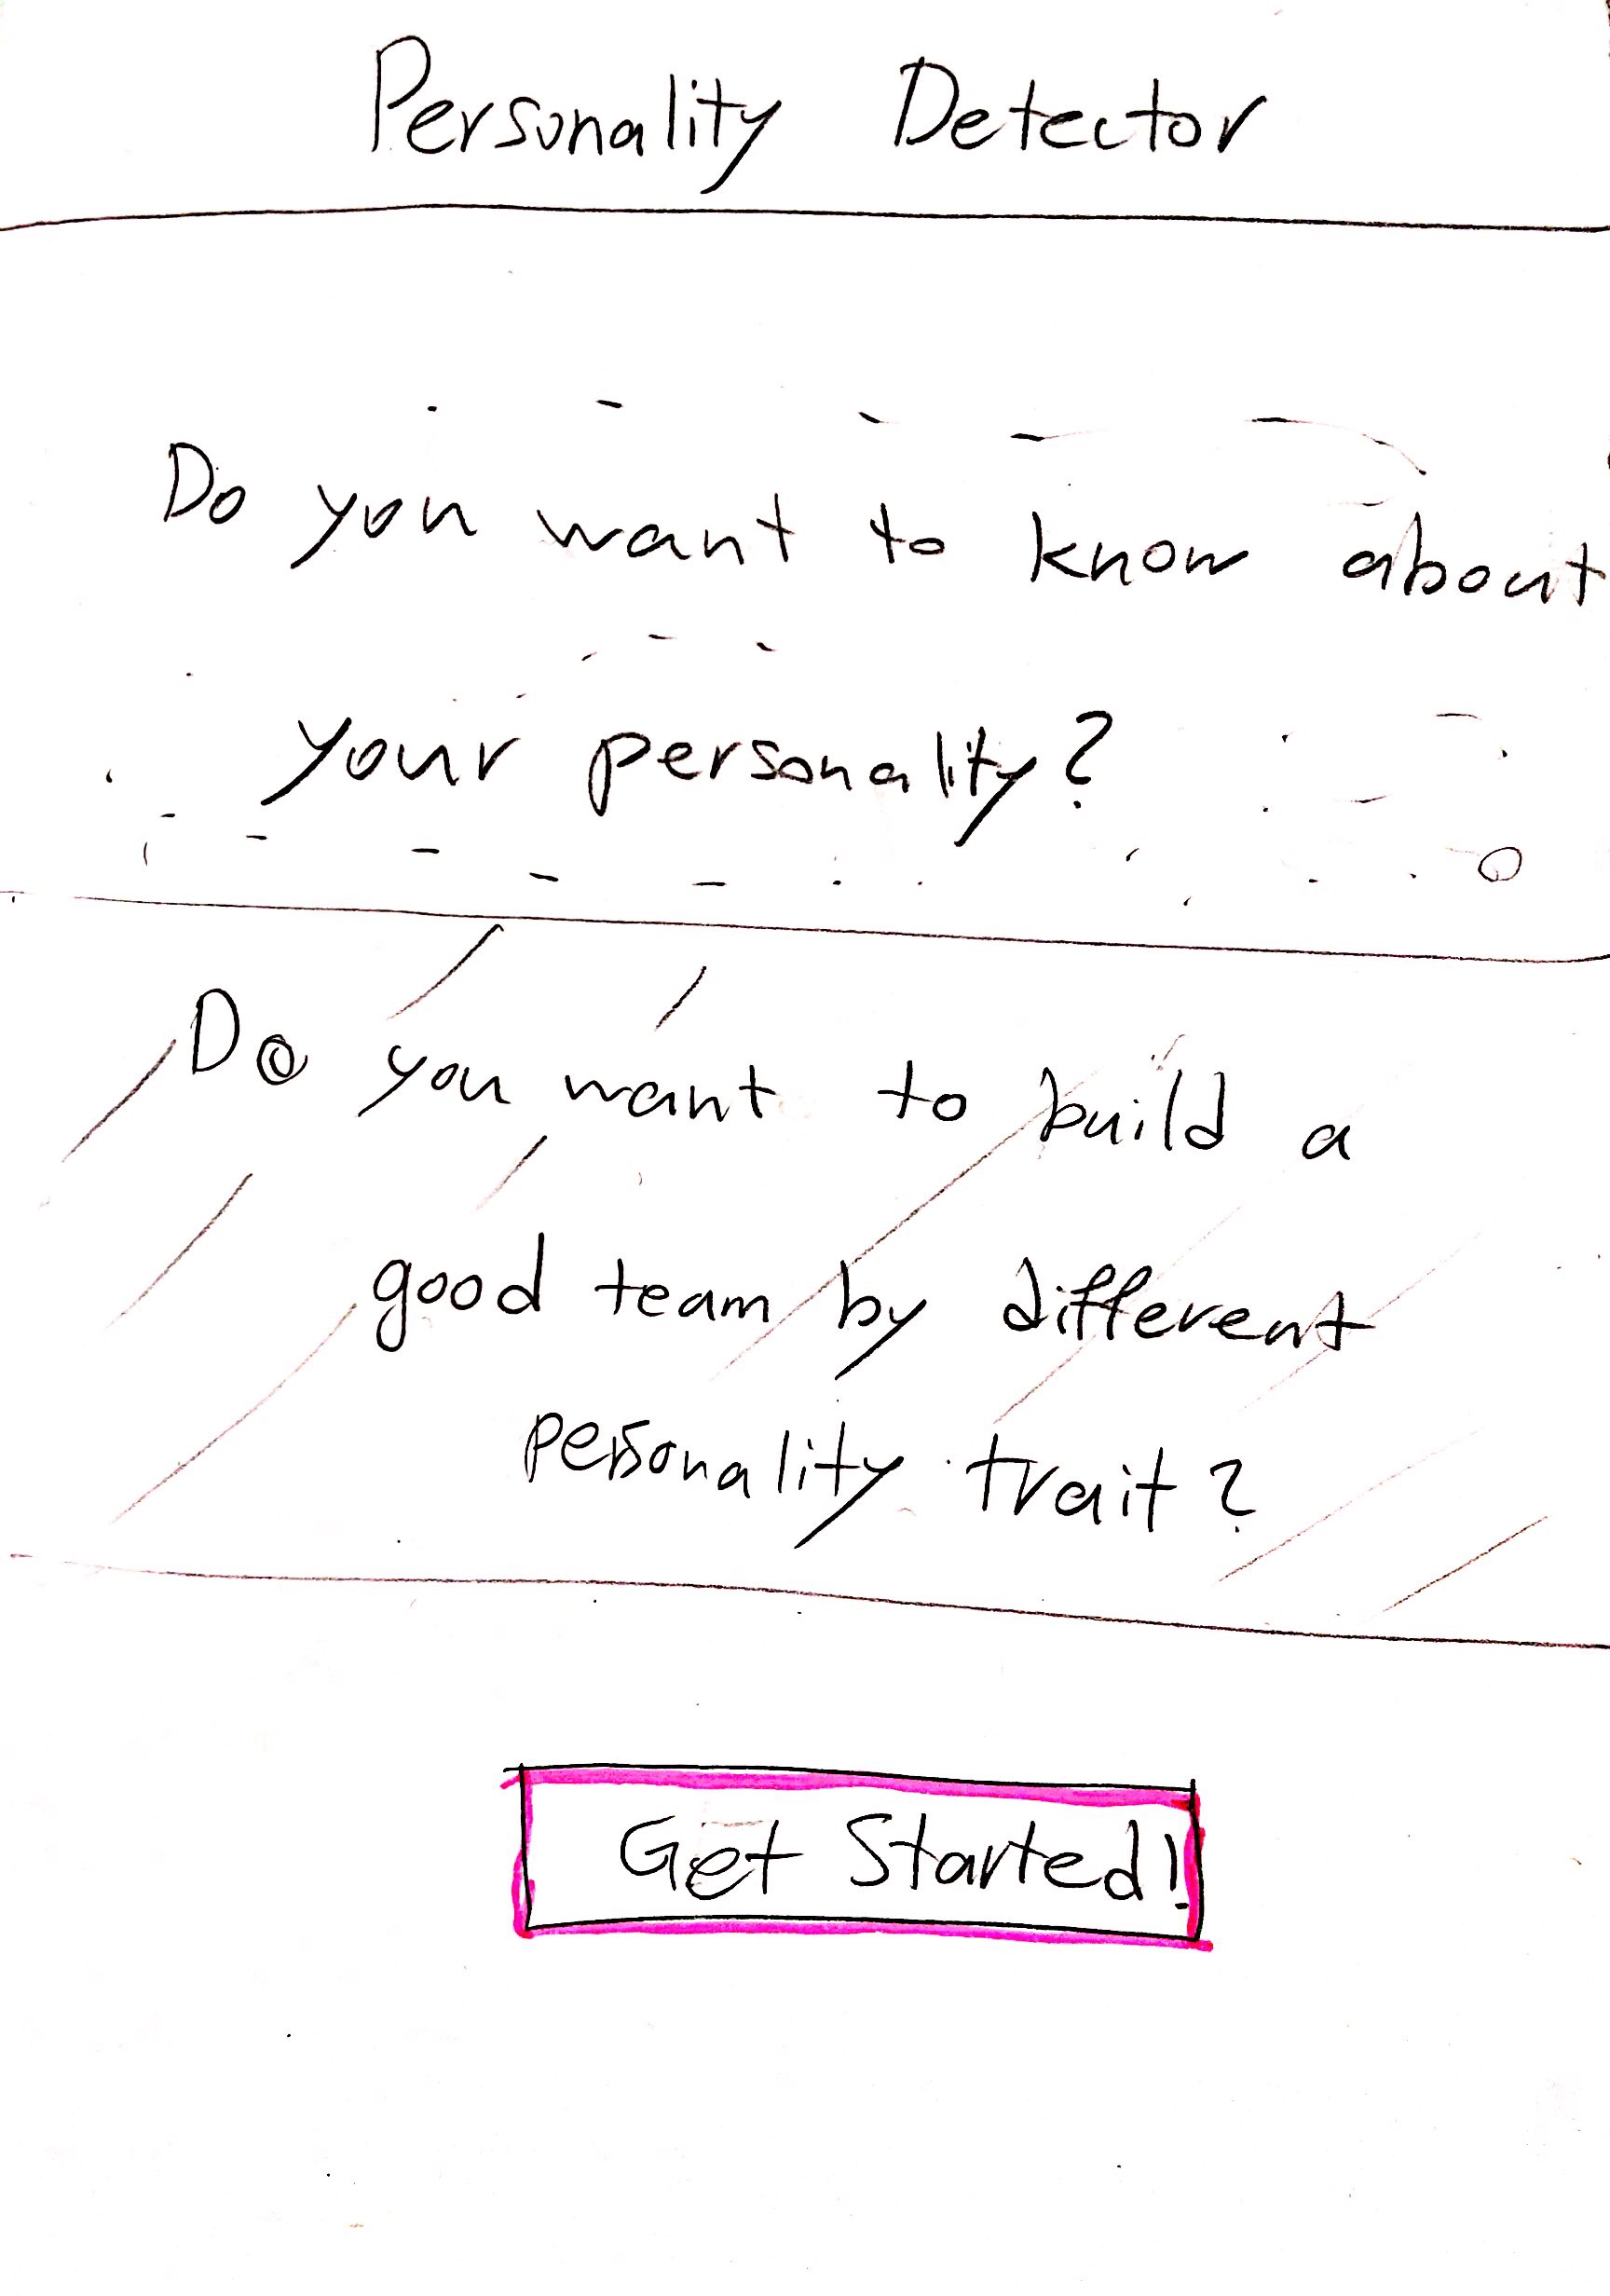 Personality Detector
Do you want to know about
your personality?
Do you want to build a
good team by different
personality trait?
Get Started!